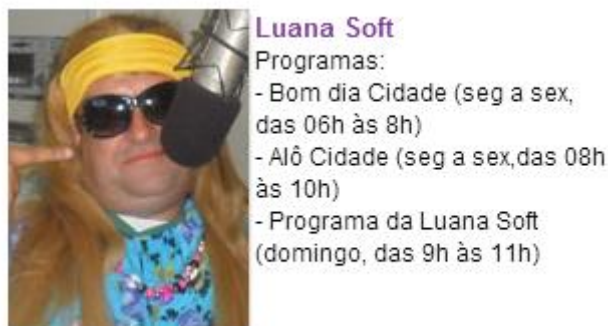 Luana Soft
Programas:
- Bom dia Cidade (seg a sex,
das 06h às 8h)
- Alô Cidade (seg a sex,das 08h
às 10h)
- Programa da Luana Soft
(domingo, das 9h às 11h)